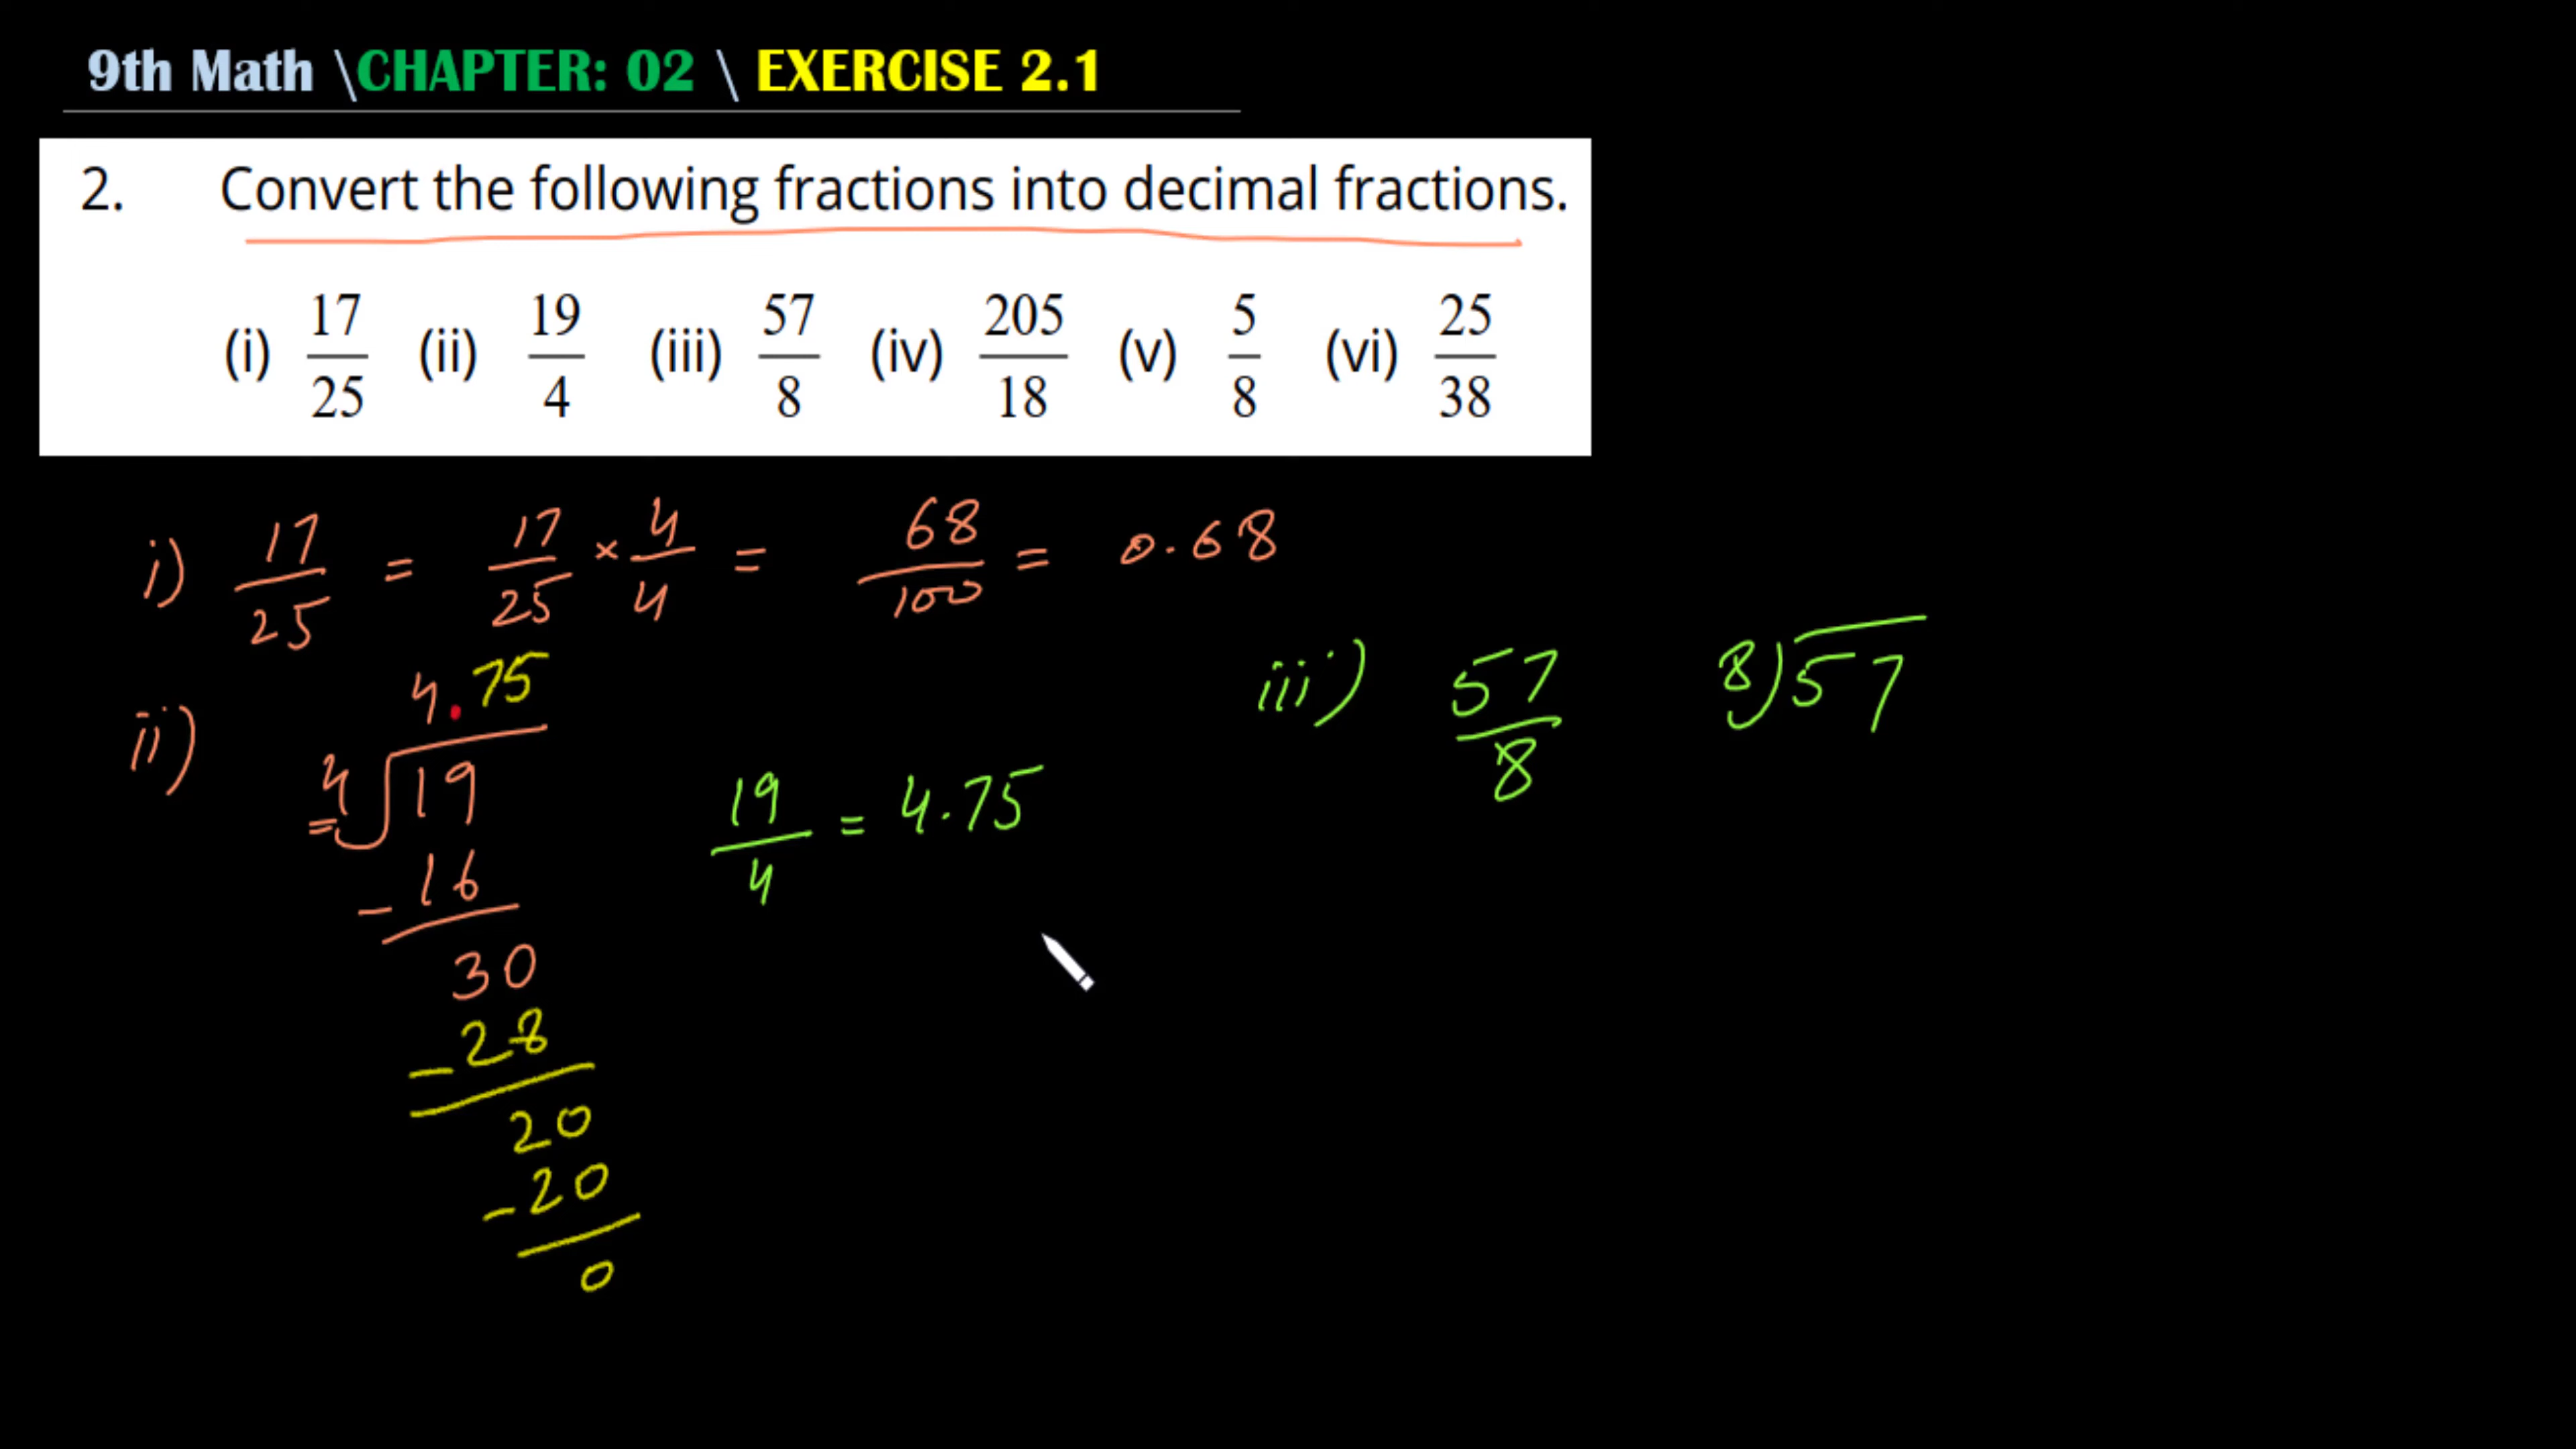 9th Math \CHAPTER: 02 \ EXERCISE 2.1
2. Convert the following fractions into decimal fractions.
(i) 17/25 (ii) 19/4 (iii) 57/8 (iv) 205/18 (v) 5/8 (vi) 25/38
i) 17/25 = 17/25 × 4/4 = 68/100 = 0.68
ii)
4.75
4)19
=
-16
30
-28
20
-20
0
19/4 = 4.75
iii) 57/8 8)57